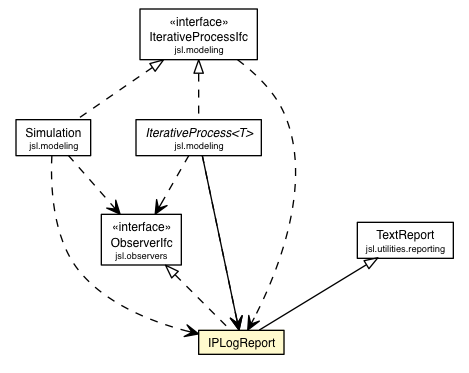 «interface»
IterativeProcessIfc
jsl.modeling
Simulation
jsl.modeling
IterativeProcess<T>
jsl.modeling
«interface»
ObserverIfc
jsl.observers
TextReport
jsl.utilities.reporting
IPLogReport